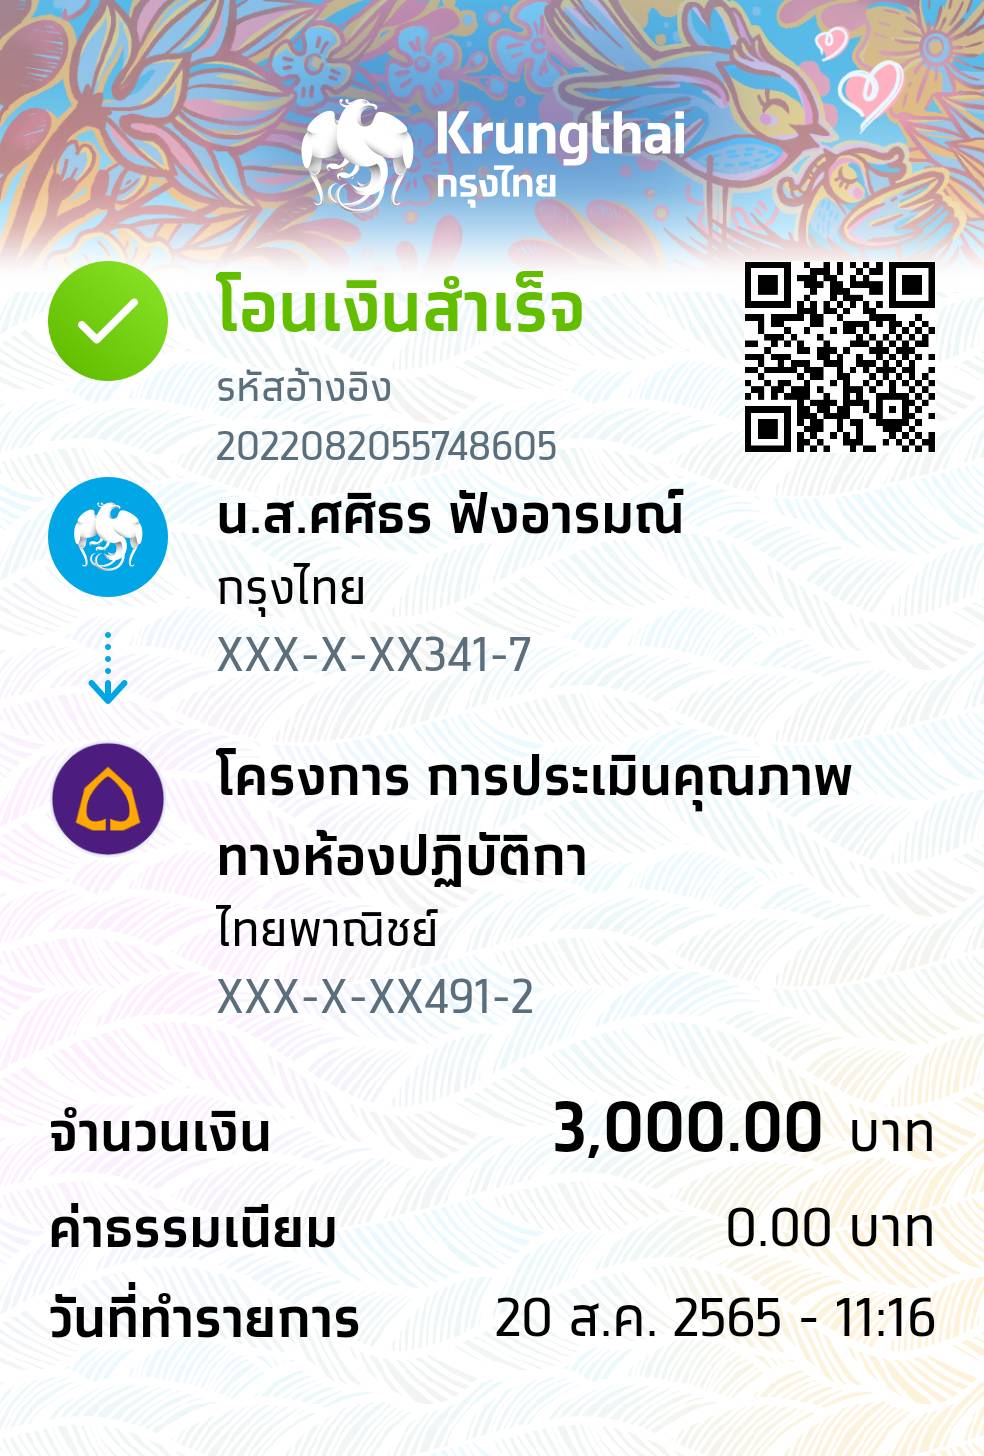 Krungthai
กรุงไทย
โอนเงินสำเร็จ
รหัสอ้างอิง
2022082055748605
น.ส.ศศิธร ฟังอารมณ์
กรุงไทย
XXX-X-XX341-7
โครงการ การประเมินคุณภาพ
ทางห้องปฏิบัติกา
ไทยพาณิชย์
XXX-X-XX491-2
จำนวนเงิน 3,000.00 บาท
ค่าธรรมเนียม 0.00 บาท
วันที่ทำรายการ 20 ส.ค. 2565 - 11:16